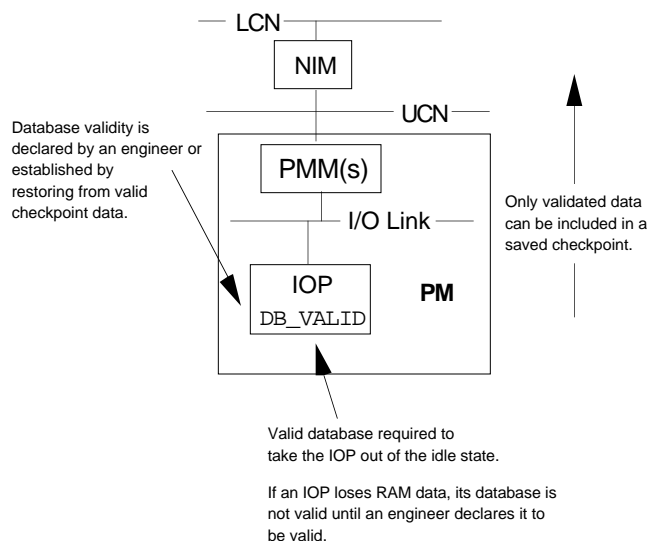 LCN
NIM
UCN
Database validity is
declared by an engineer or
established by
restoring from valid
checkpoint data.
PMM(s)
I/O Link
Only validated data
can be included in a
saved checkpoint.
IOP
DB_VALID
PM
Valid database required to
take the IOP out of the idle state.
If an IOP loses RAM data, its database is
not valid until an engineer declares it to
be valid.